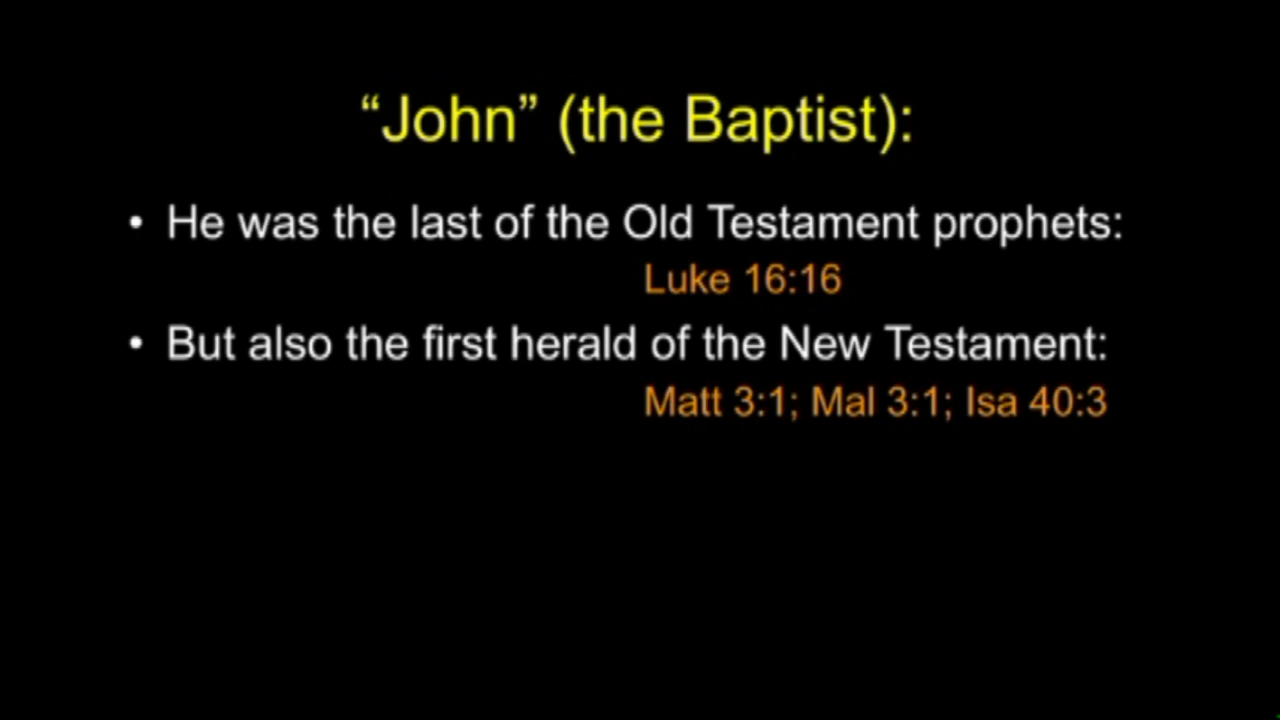 “John” (the Baptist):
• He was the last of the Old Testament prophets:
Luke 16:16
• But also the first herald of the New Testament:
Matt 3:1; Mal 3:1; Isa 40:3